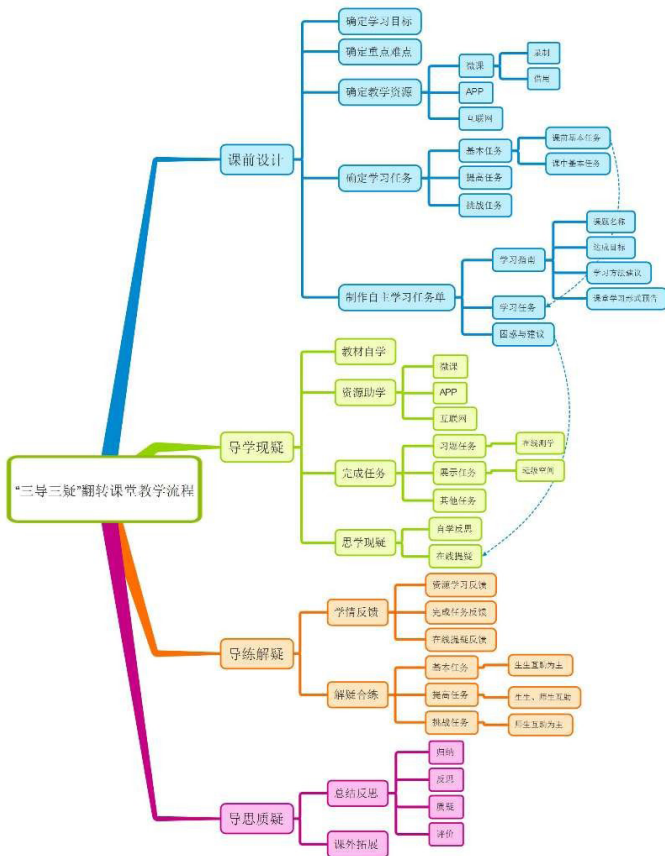 “三导三疑”翻转课堂教学流程
课前设计
确定学习目标
确定重点难点
确定教学资源
微课
录制
借用
APP
互联网
确定学习任务
基本任务
课前基本任务
课中基本任务
提高任务
挑战任务
制作自主学习任务单
学习指南
课题名称
达成目标
学习方法建议
课堂学习形式预告
学习任务
困惑与建议
导学现疑
教材自学
资源助学
微课
APP
互联网
完成任务
习题任务
在线测学
展示任务
班级空间
其他任务
思学现疑
自学反思
在线提疑
导练解疑
学情反馈
资源学习反馈
完成任务反馈
在线提疑反馈
解疑合练
基本任务
生生互助为主
提高任务
生生、师生互助
挑战任务
师生互助为主
导思质疑
总结反思
归纳
反思
质疑
评价
课外拓展